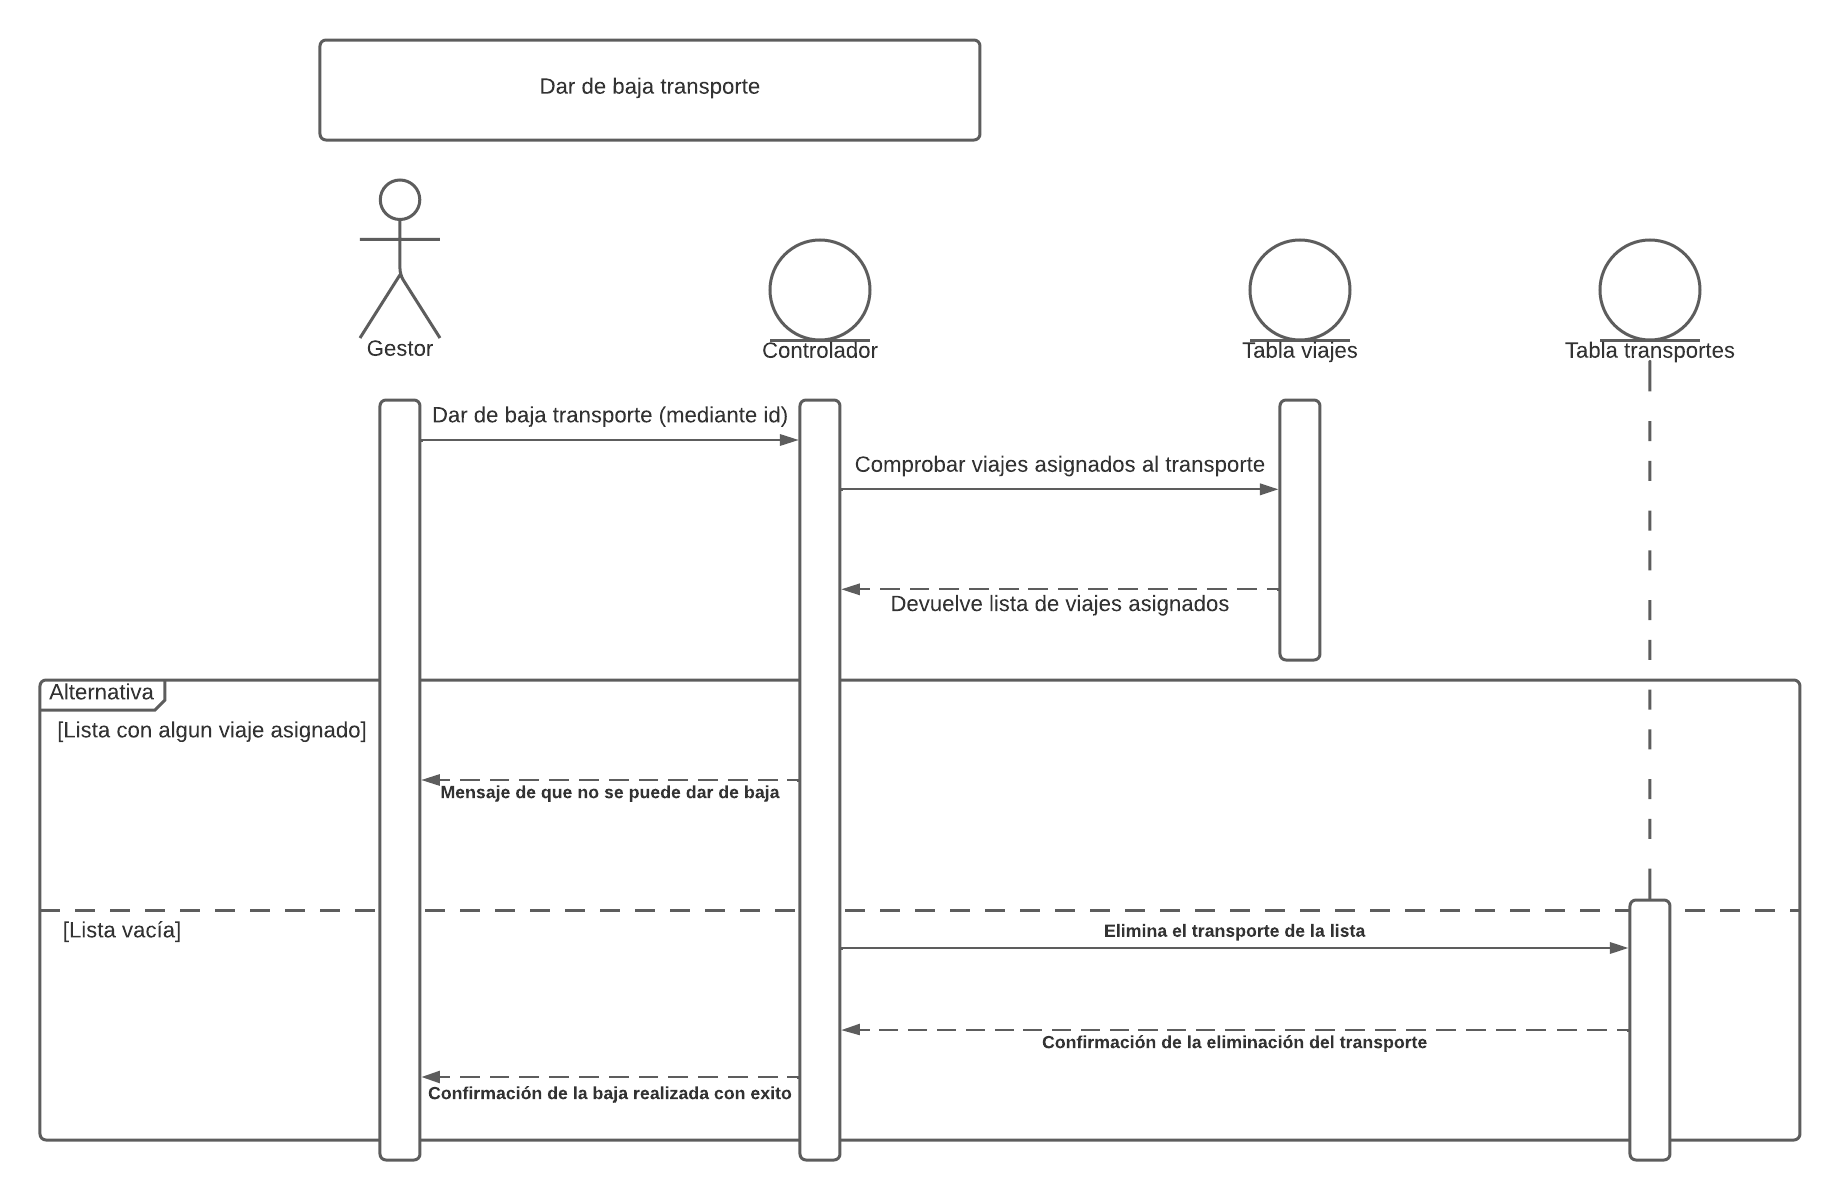 Dar de baja transporte
Gestor
Controlador
Tabla viajes
Tabla transportes
Dar de baja transporte (mediante id)
Comprobar viajes asignados al transporte
Devuelve lista de viajes asignados
Alternativa
[Lista con algun viaje asignado]
Mensaje de que no se puede dar de baja
[Lista vacía]
Elimina el transporte de la lista
Confirmación de la eliminación del transporte
Confirmación de la baja realizada con exito